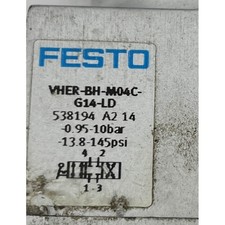 FESTO
VHER-BH-M04C-
G14-LD
538194 A2 14
-0.95-10bar
-13.8-145psi
4 2
1-3